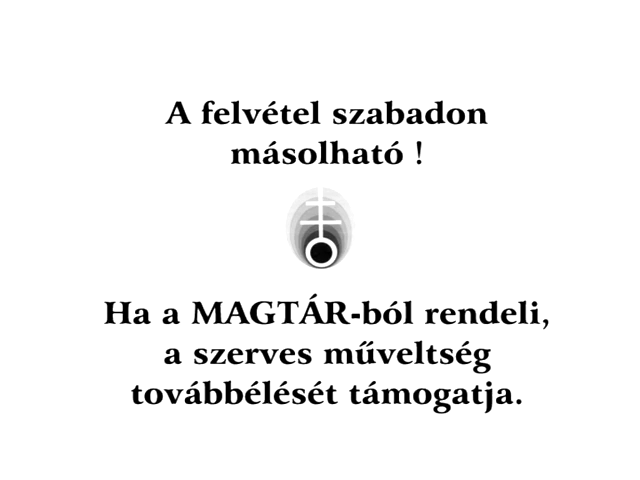 A felvétel szabadon
másolható !
Ha a MAGTÁR-ból rendeli,
a szerves műveltség
továbbélését támogatja.